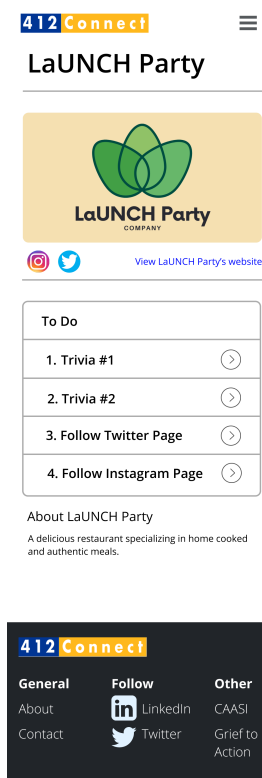 412 Connect
LaUNCH Party
LaUNCH Party
COMPANY
View LaUNCH Party's website
To Do
1. Trivia #1
2. Trivia #2
3. Follow Twitter Page
4. Follow Instagram Page
About LaUNCH Party
A delicious restaurant specializing in home cooked
and authentic meals.
412 Connect
General
About
Contact
Follow
LinkedIn
Twitter
Other
CAASI
Grief to
Action